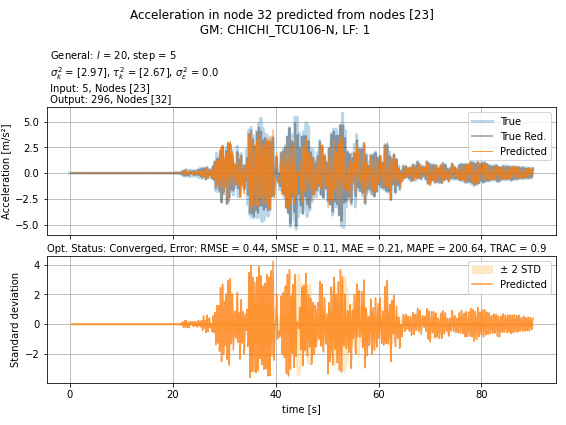 Acceleration in node 32 predicted from nodes [23]
GM: CHICHI_TCU106-N, LF: 1
General: l = 20, step = 5
σ²ₖ = [2.97], τ²ₖ = [2.67], σ²ε = 0.0
Input: 5, Nodes [23]
Output: 296, Nodes [32]
Acceleration [m/s²]
5.0
2.5
0.0
−2.5
−5.0
True
True Red.
Predicted
Opt. Status: Converged, Error: RMSE = 0.44, SMSE = 0.11, MAE = 0.21, MAPE = 200.64, TRAC = 0.9
Standard deviation
4
2
0
−2
± 2 STD
Predicted
0 20 40 60 80
time [s]